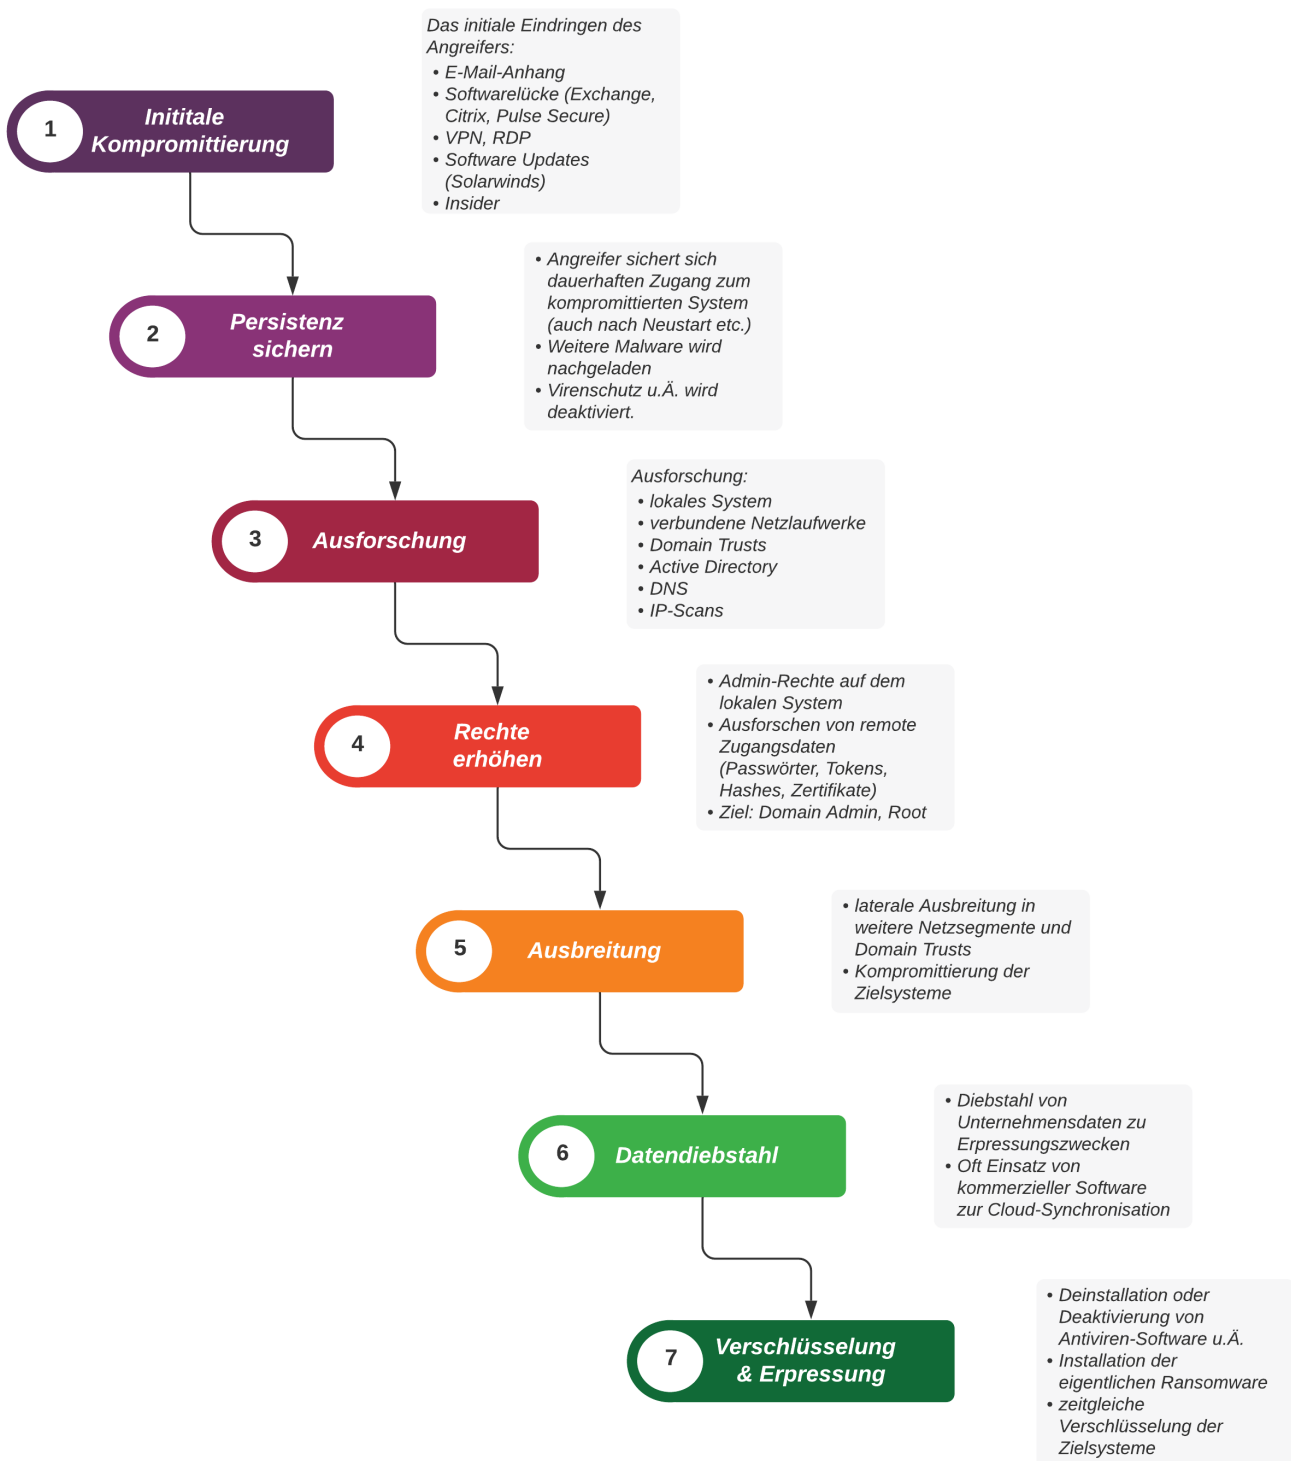 Das initiale Eindringen des
Angreifers:
• E-Mail-Anhang
• Softwarelücke (Exchange,
Citrix, Pulse Secure)
• VPN, RDP
• Software Updates
(Solarwinds)
• Insider
1
Inititale
Kompromittierung
• Angreifer sichert sich
dauerhaften Zugang zum
kompromittierten System
(auch nach Neustart etc.)
• Weitere Malware wird
nachgeladen
• Virenschutz u.Ä. wird
deaktiviert.
2
Persistenz
sichern
Ausforschung:
• lokales System
• verbundene Netzlaufwerke
• Domain Trusts
• Active Directory
• DNS
• IP-Scans
3
Ausforschung
• Admin-Rechte auf dem
lokalen System
• Ausforschen von remote
Zugangsdaten
(Passwörter, Tokens,
Hashes, Zertifikate)
• Ziel: Domain Admin, Root
4
Rechte
erhöhen
• laterale Ausbreitung in
weitere Netzsegmente und
Domain Trusts
• Kompromittierung der
Zielsysteme
5
Ausbreitung
• Diebstahl von
Unternehmensdaten zu
Erpressungszwecken
• Oft Einsatz von
kommerzieller Software
zur Cloud-Synchronisation
6
Datendiebstahl
• Deinstallation oder
Deaktivierung von
Antiviren-Software u.Ä.
• Installation der
eigentlichen Ransomware
• zeitgleiche
Verschlüsselung der
Zielsysteme
7
Verschlüsselung
& Erpressung